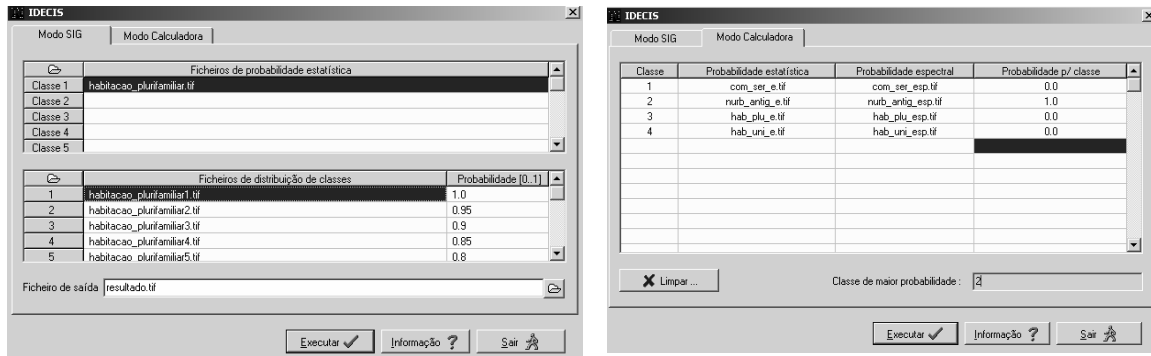 IDECIS
Modo SIG Modo Calculadora
Ficheiros de probabilidade estatística
Classe 1 habitacao_plurifamiliar.tif
Classe 2
Classe 3
Classe 4
Classe 5
Ficheiros de distribuição de classes Probabilidade [0..1]
1 habitacao_plurifamiliar1.tif 1.0
2 habitacao_plurifamiliar2.tif 0.95
3 habitacao_plurifamiliar3.tif 0.9
4 habitacao_plurifamiliar4.tif 0.85
5 habitacao_plurifamiliar5.tif 0.8
Ficheiro de saída resultado.tif
Executar Informação ? Sair
IDECIS
Modo SIG Modo Calculadora
Classe Probabilidade estatística Probabilidade espectral Probabilidade p/ classe
1 com_ser_e.tif com_ser_esp.tif 0.0
2 nurb_antig_e.tif nurb_antig_esp.tif 1.0
3 hab_plu_e.tif hab_plu_esp.tif 0.0
4 hab_uni_e.tif hab_uni_esp.tif 0.0
Limpar ... Classe de maior probabilidade : 2
Executar Informação ? Sair